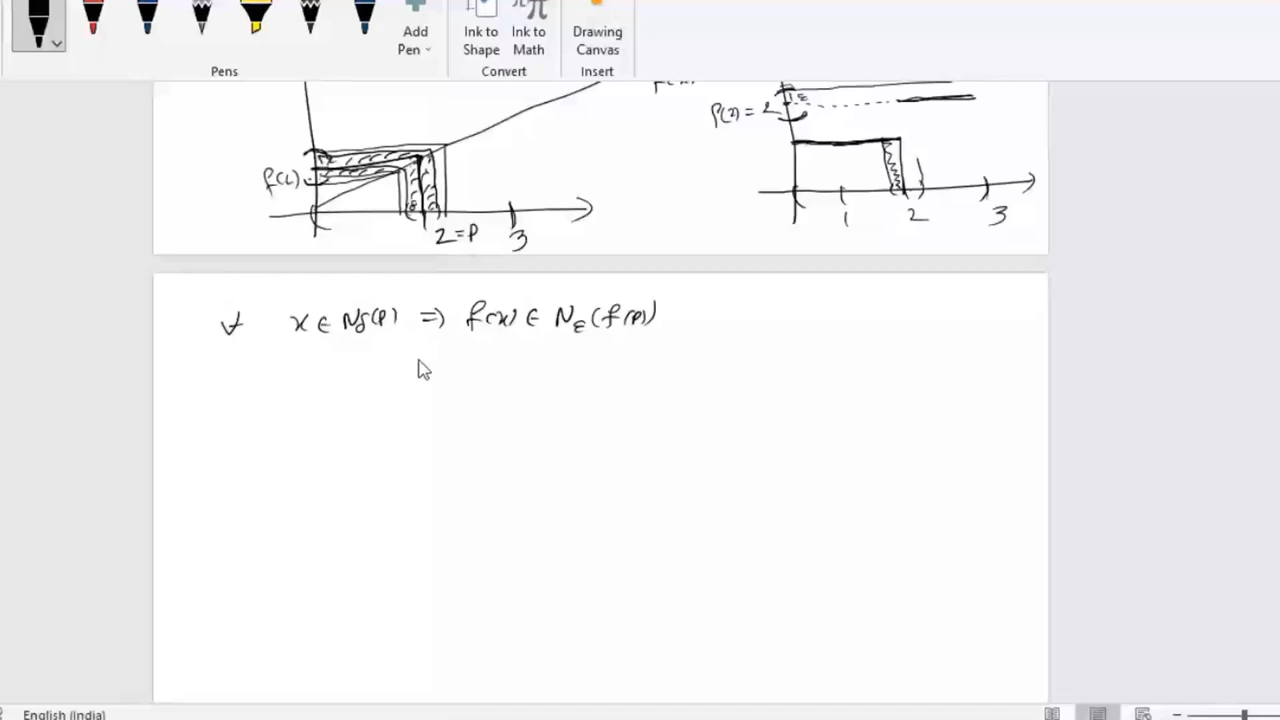 Add
Pen
Ink to
Shape
Ink to
Math
Drawing
Canvas
Pens
Convert
Insert
f(2) = 2
ε
f(2)
2=P
3
1
2
3
∀ x ∈ Nδ(p) => f(x) ∈ Nε(f(p))
English (India)